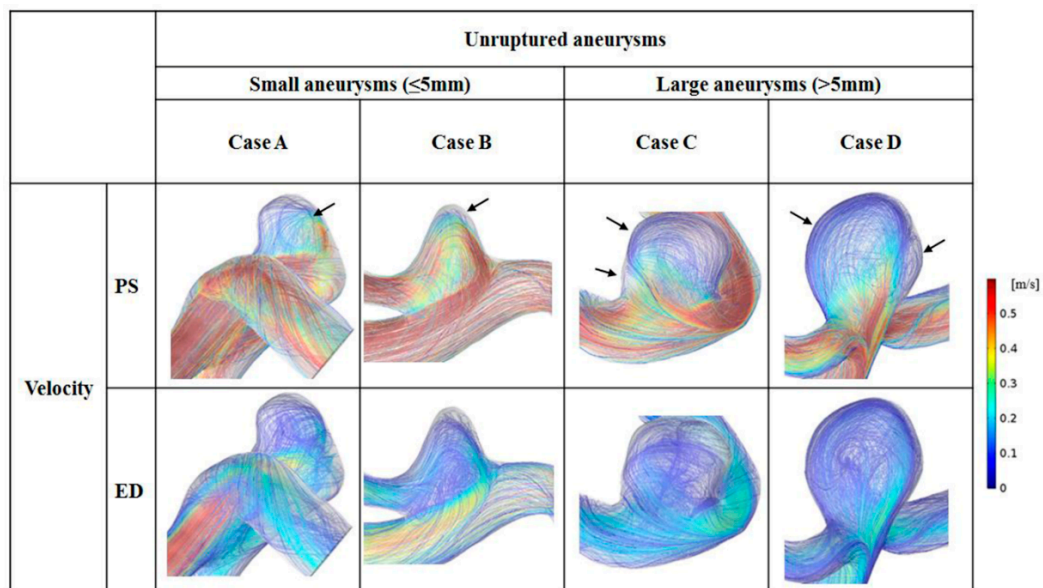 Unruptured aneurysms
Small aneurysms (≤5mm)
Large aneurysms (>5mm)
Case A
Case B
Case C
Case D
Velocity
PS
ED
[m/s]
0.5
0.4
0.3
0.2
0.1
0